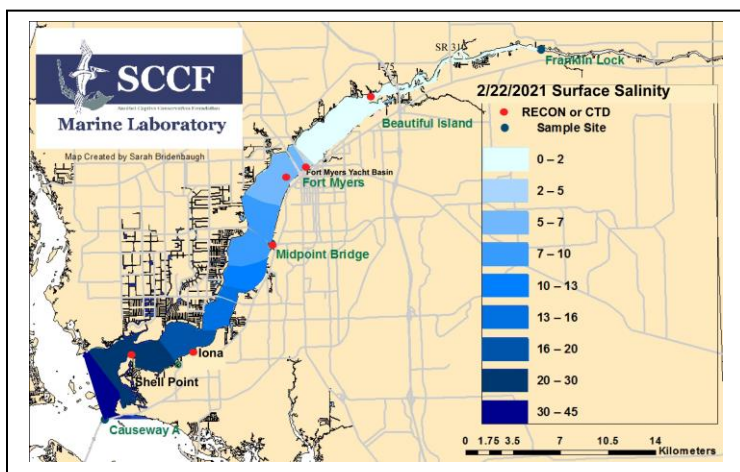 SCCF
Sanibel-Captiva Conservation Foundation
Marine Laboratory
Map Created by Sarah Bridenbaugh
I-75
SR 31
Franklin Lock
Beautiful Island
Fort Myers Yacht Basin
Fort Myers
Midpoint Bridge
Iona
Shell Point
Causeway A
2/22/2021 Surface Salinity
RECON or CTD
Sample Site
0 – 2
2 – 5
5 – 7
7 – 10
10 – 13
13 – 16
16 – 20
20 – 30
30 – 45
0 1.75 3.5 7 10.5 14
Kilometers